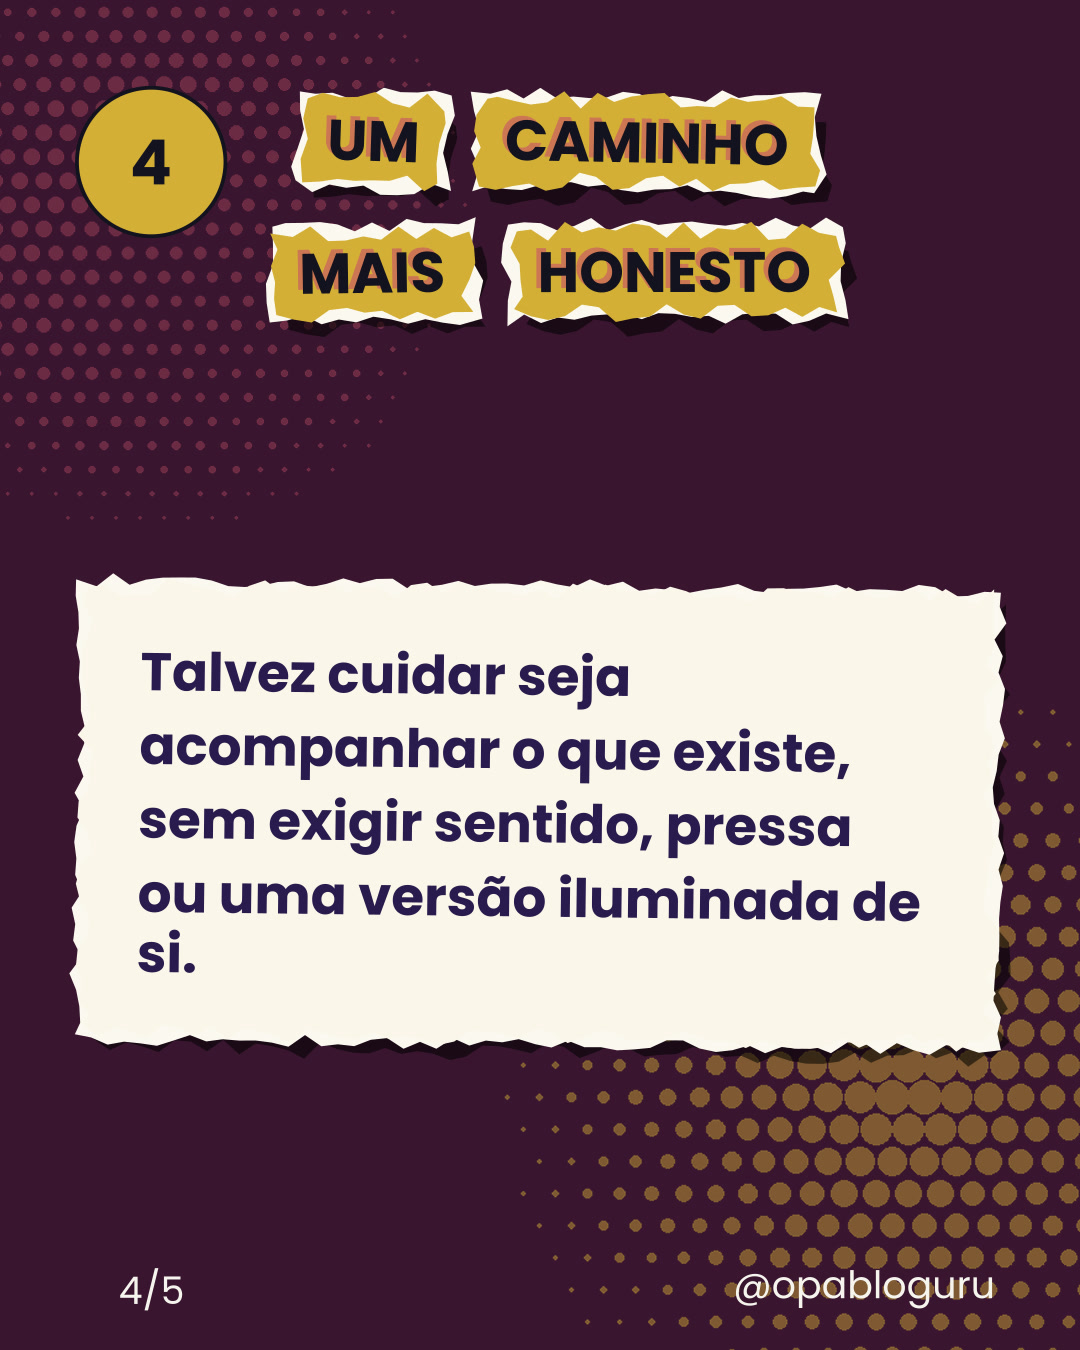 4
UM CAMINHO
MAIS HONESTO
Talvez cuidar seja
acompanhar o que existe,
sem exigir sentido, pressa
ou uma versão iluminada de
si.
4/5
@opabloguru